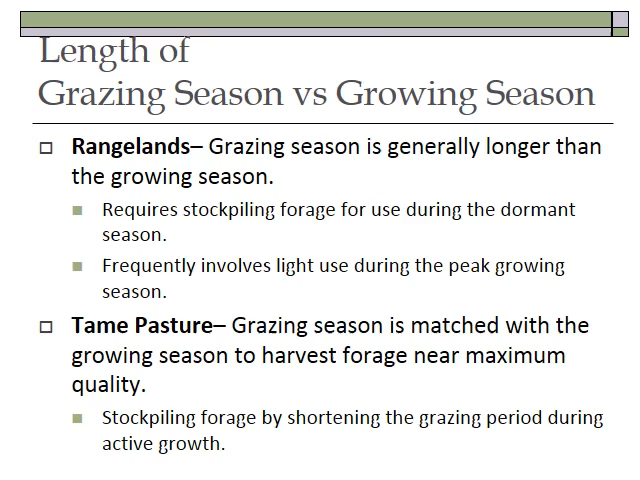 Length of
Grazing Season vs Growing Season
Rangelands– Grazing season is generally longer than
the growing season.
Requires stockpiling forage for use during the dormant
season.
Frequently involves light use during the peak growing
season.
Tame Pasture– Grazing season is matched with the
growing season to harvest forage near maximum
quality.
Stockpiling forage by shortening the grazing period during
active growth.